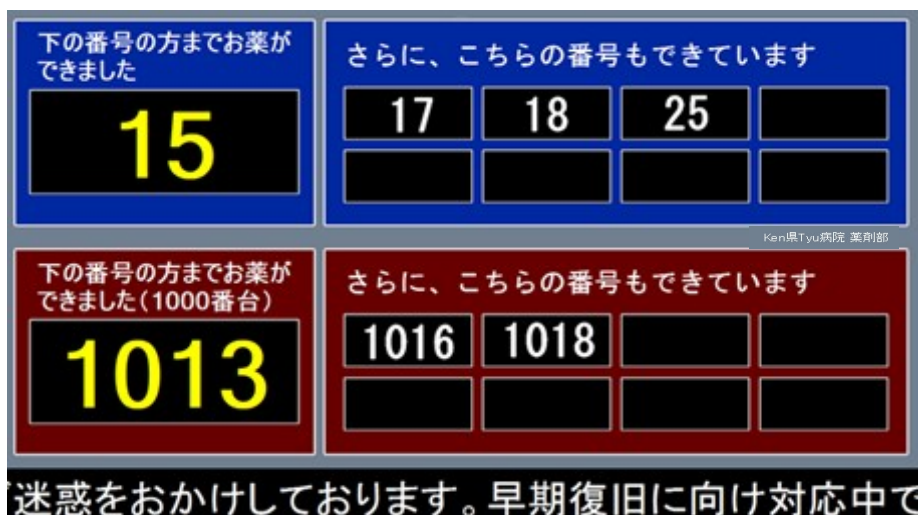 下の番号の方までお薬が
できました
15
さらに、こちらの番号もできています
17 18 25
Ken県Tyu病院 薬剤部
下の番号の方までお薬が
できました(1000番台)
1013
さらに、こちらの番号もできています
1016 1018
迷惑をおかけしております。早期復旧に向け対応中で